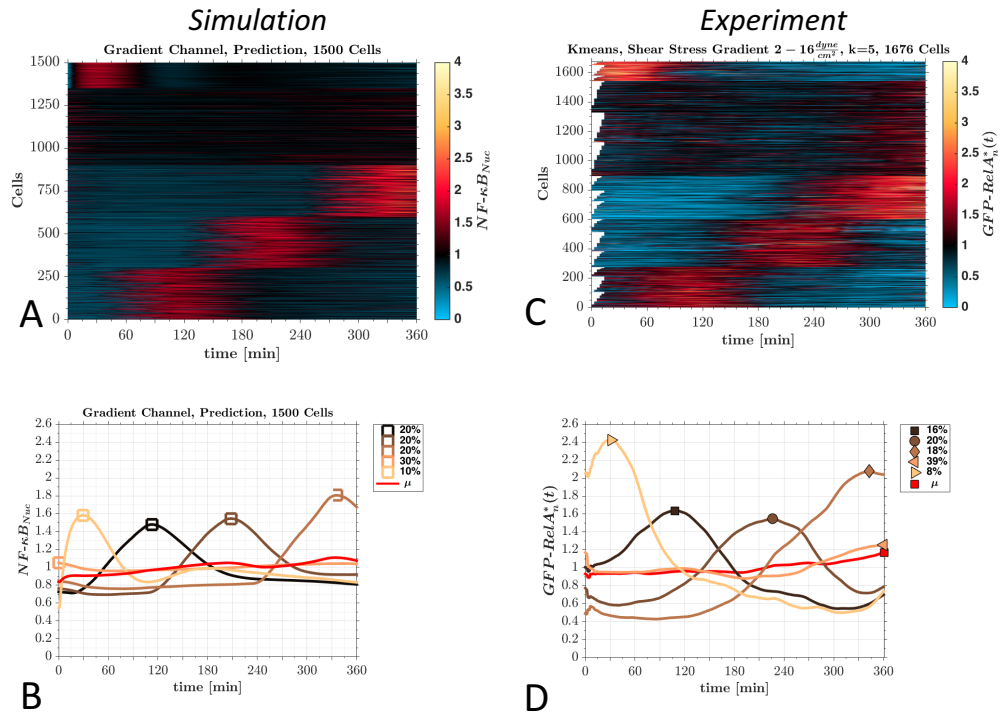 Simulation
Experiment
Gradient Channel, Prediction, 1500 Cells
Kmeans, Shear Stress Gradient 2 − 16 dyne/cm², k=5, 1676 Cells
1500
1250
1000
750
500
250
0
Cells
0 60 120 180 240 300 360
time [min]
4
3.5
3
2.5
2
1.5
1
0.5
0
NF-κB_Nuc
A
1600
1400
1200
1000
800
600
400
200
0
Cells
0 60 120 180 240 300 360
time [min]
4
3.5
3
2.5
2
1.5
1
0.5
0
GFP-RelA*_n(t)
C
Gradient Channel, Prediction, 1500 Cells
2.6
2.4
2.2
2
1.8
1.6
1.4
1.2
1
0.8
0.6
0.4
0.2
0
NF-κB_Nuc
0 60 120 180 240 300 360
time [min]
20%
20%
20%
30%
10%
μ
B
2.6
2.4
2.2
2
1.8
1.6
1.4
1.2
1
0.8
0.6
0.4
0.2
0
GFP-RelA*_n(t)
0 60 120 180 240 300 360
time [min]
16%
20%
18%
39%
8%
μ
D